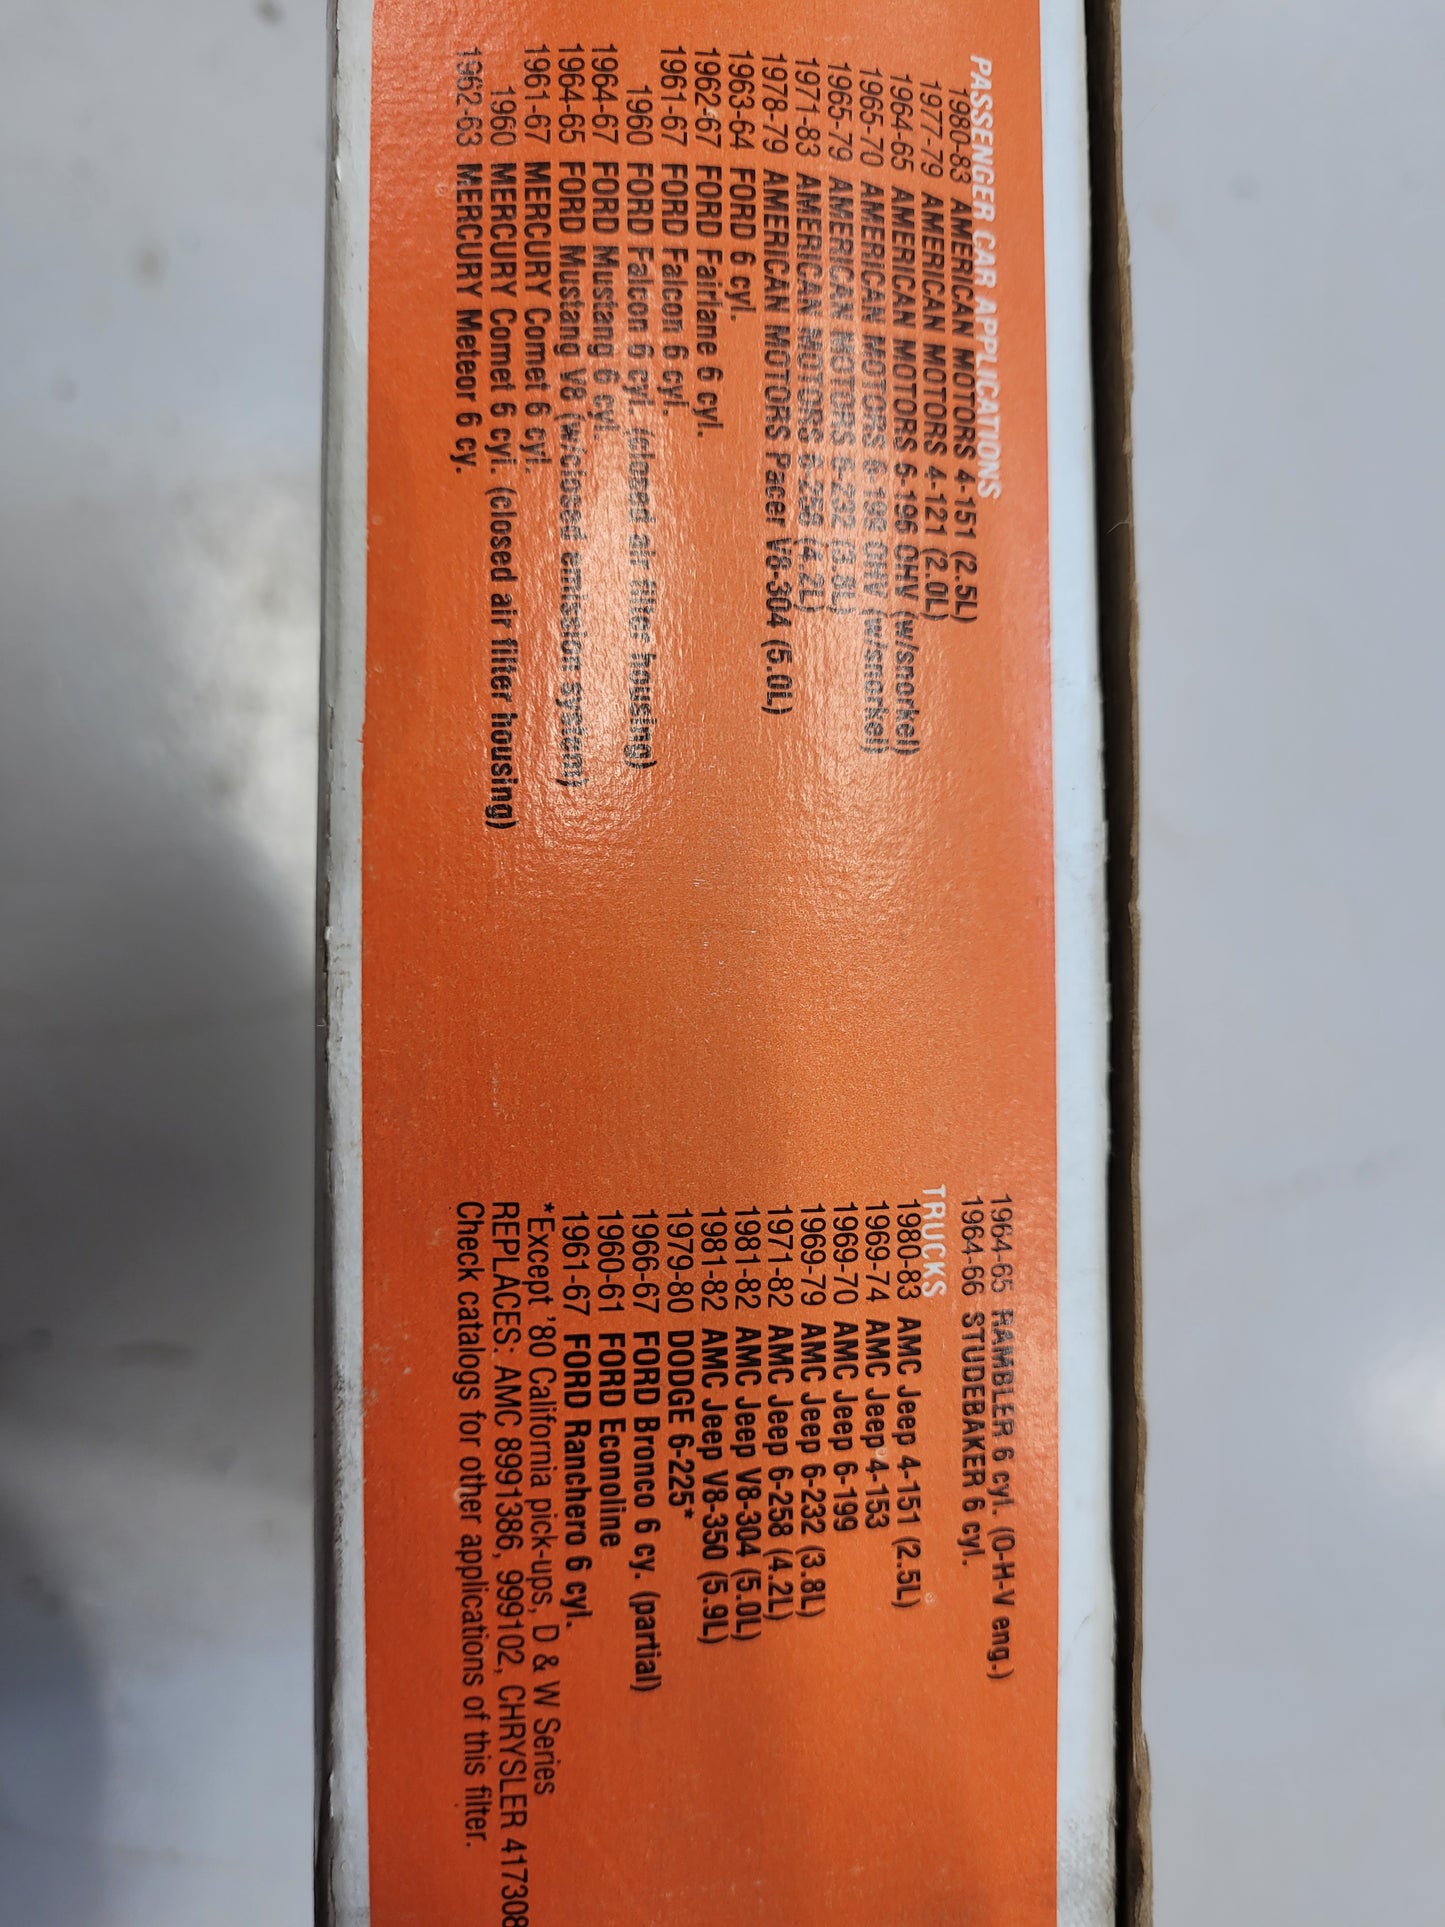 PASSENGER CAR APPLICATIONS
1980-83 AMERICAN MOTORS 4-151 (2.5L)
1977-79 AMERICAN MOTORS 4-121 (2.0L)
1964-65 AMERICAN MOTORS 6-196 OHV (w/snorkel)
1965-70 AMERICAN MOTORS 6-199 OHV (w/snorkel)
1965-79 AMERICAN MOTORS 6-232 (3.8L)
1971-83 AMERICAN MOTORS 6-258 (4.2L)
1978-79 AMERICAN MOTORS Pacer V8-304 (5.0L)
1963-64 FORD 6 cyl.
1962-67 FORD Fairlane 6 cyl.
1961-67 FORD Falcon 6 cyl.
1960 FORD Falcon 6 cyl. (closed air filter housing)
1964-67 FORD Mustang 6 cyl.
1964-65 FORD Mustang V8 (w/closed emission system)
1961-67 MERCURY Comet 6 cyl.
1960 MERCURY Comet 6 cyl. (closed air filter housing)
1962-63 MERCURY Meteor 6 cy.
1964-65 RAMBLER 6 cyl. (O-H-V eng.)
1964-66 STUDEBAKER 6 cyl.
TRUCKS
1980-83 AMC Jeep 4-151 (2.5L)
1969-74 AMC Jeep 4-153
1969-70 AMC Jeep 6-199
1969-79 AMC Jeep 6-232 (3.8L)
1971-82 AMC Jeep 6-258 (4.2L)
1981-82 AMC Jeep V8-304 (5.0L)
1981-82 AMC Jeep V8-350 (5.9L)
1979-80 DODGE 6-225*
1966-67 FORD Bronco 6 cy. (partial)
1960-61 FORD Econoline
1961-67 FORD Ranchero 6 cyl.
*Except '80 California pick-ups, D & W Series
REPLACES: AMC 8991386, 999102, CHRYSLER 417308
Check catalogs for other applications of this filter.